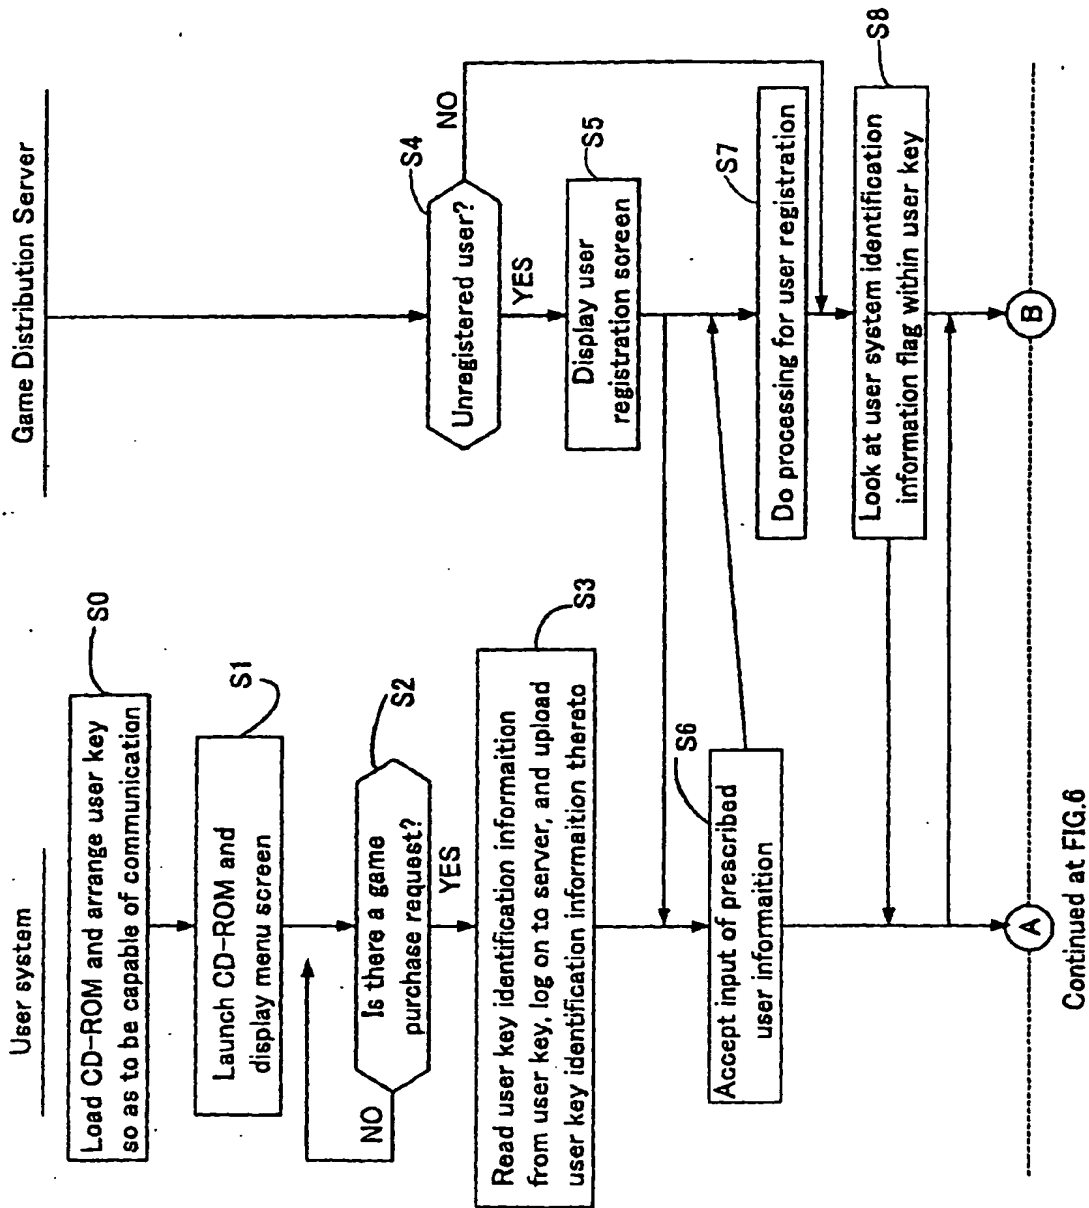 User system
Game Distribution Server
S0
Load CD-ROM and arrange user key
so as to be capable of communication
S1
Launch CD-ROM and
display menu screen
S2
Is there a game
purchase request?
NO
YES
S3
Read user key identification informaition
from user key, log on to server, and upload
user key identification informaition thereto
S4
Unregistered user?
NO
YES
S5
Display user
registration soreen
S6
Accept input of prescribed
user informaition
S7
Do processing for user registration
S8
Look at user system identification
information flag within user key
A
B
Continued at FIG.6